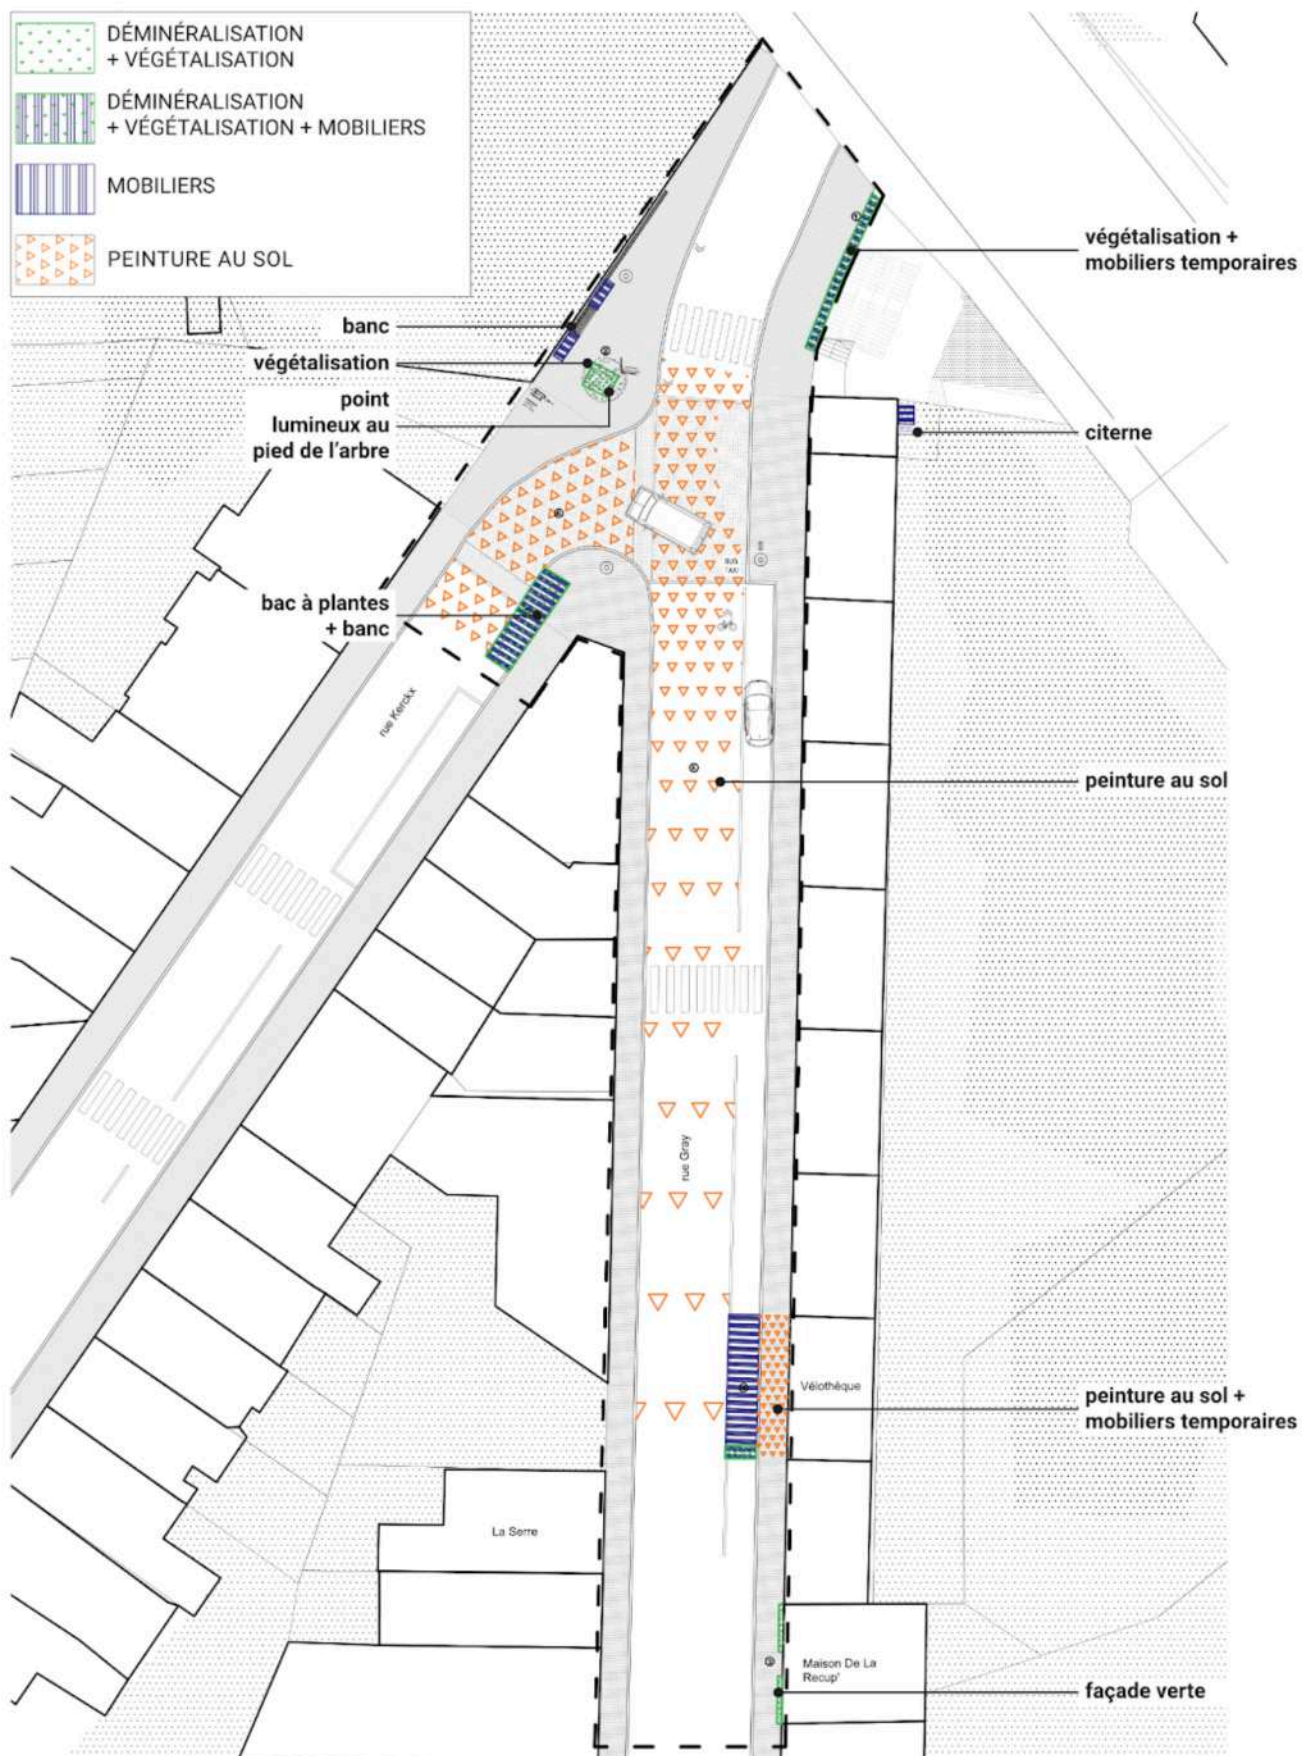 DÉMINÉRALISATION
+ VÉGÉTALISATION
DÉMINÉRALISATION
+ VÉGÉTALISATION + MOBILIERS
MOBILIERS
PEINTURE AU SOL
végétalisation +
mobiliers temporaires
banc
végétalisation
point
lumineux au
pied de l'arbre
citerne
BUS
TAXI
bac à plantes
+ banc
rue Kerckx
peinture au sol
rue Gray
Vélothèque
peinture au sol +
mobiliers temporaires
La Serre
Maison De La
Recup'
façade verte